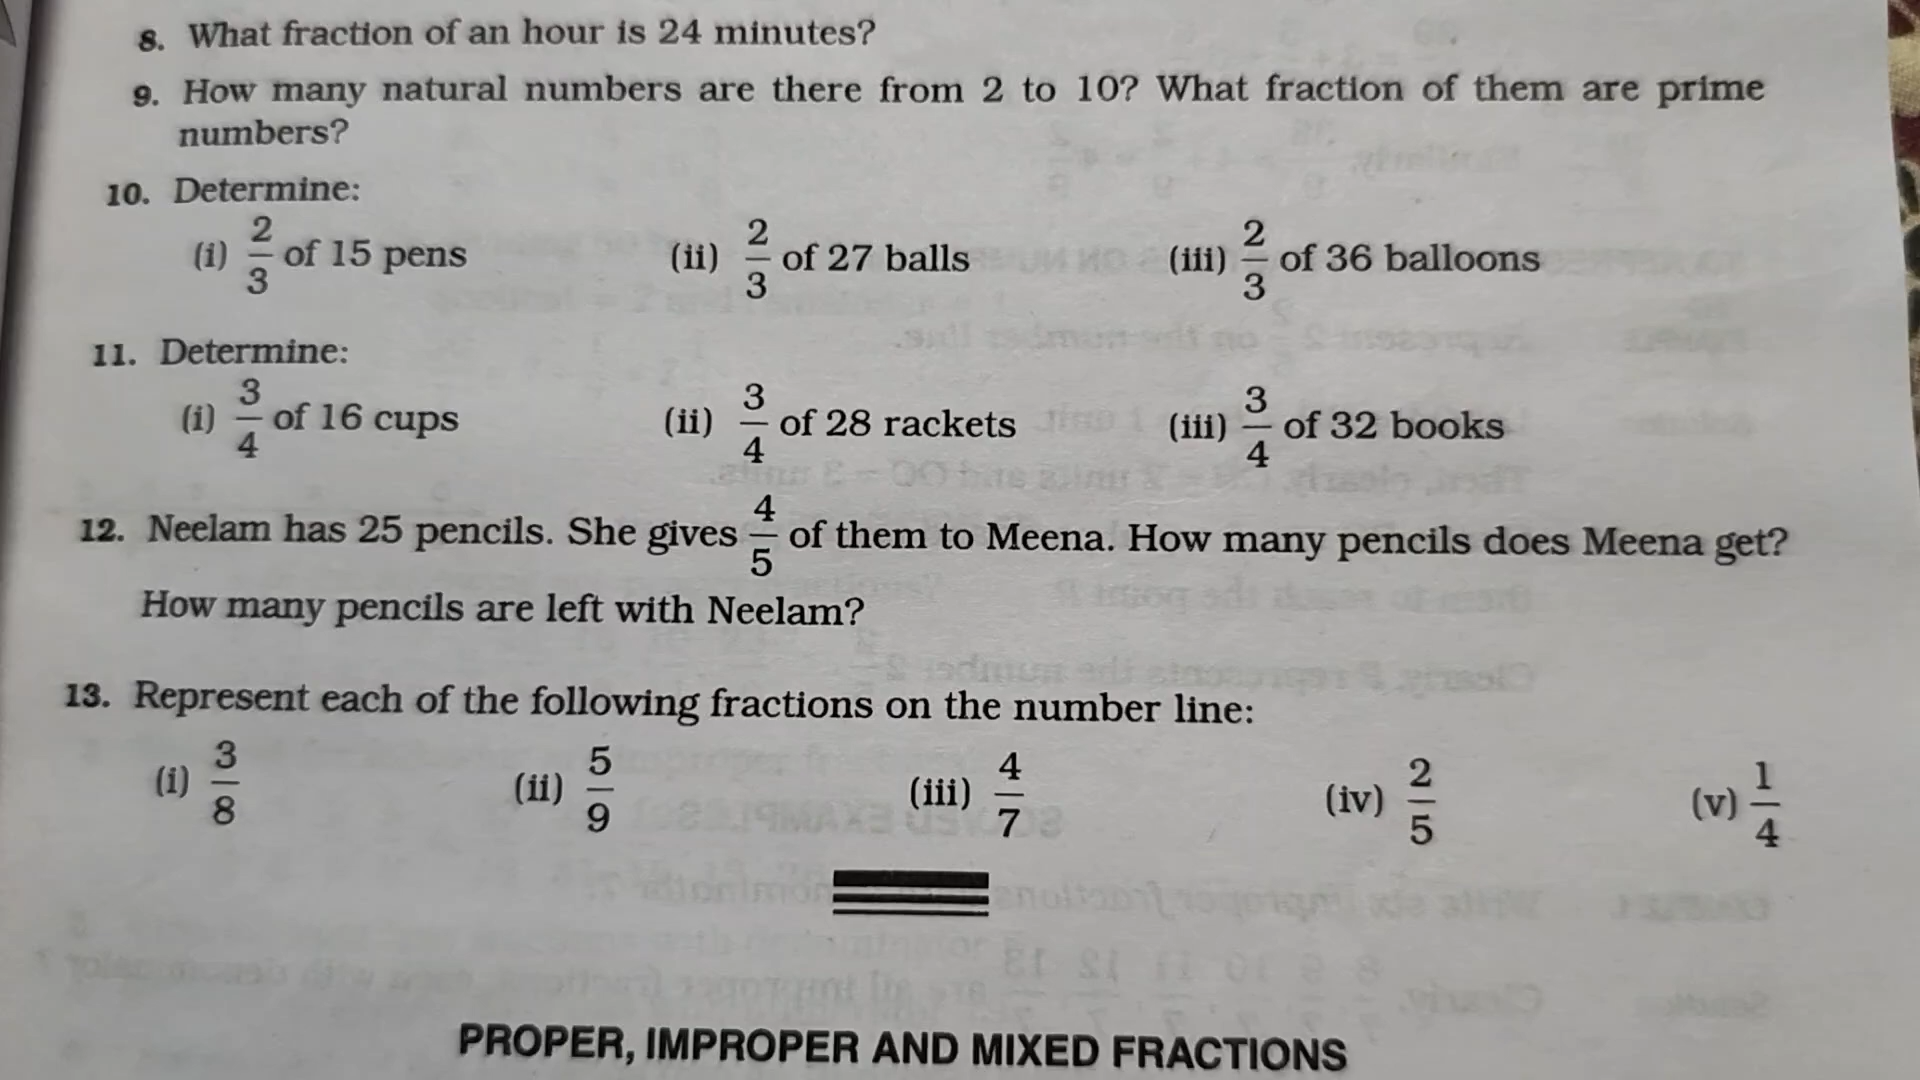 8. What fraction of an hour is 24 minutes?
9. How many natural numbers are there from 2 to 10? What fraction of them are prime
numbers?
10. Determine:
(i) 2/3 of 15 pens (ii) 2/3 of 27 balls (iii) 2/3 of 36 balloons
11. Determine:
(i) 3/4 of 16 cups (ii) 3/4 of 28 rackets (iii) 3/4 of 32 books
12. Neelam has 25 pencils. She gives 4/5 of them to Meena. How many pencils does Meena get?
How many pencils are left with Neelam?
13. Represent each of the following fractions on the number line:
(i) 3/8 (ii) 5/9 (iii) 4/7 (iv) 2/5 (v) 1/4
PROPER, IMPROPER AND MIXED FRACTIONS